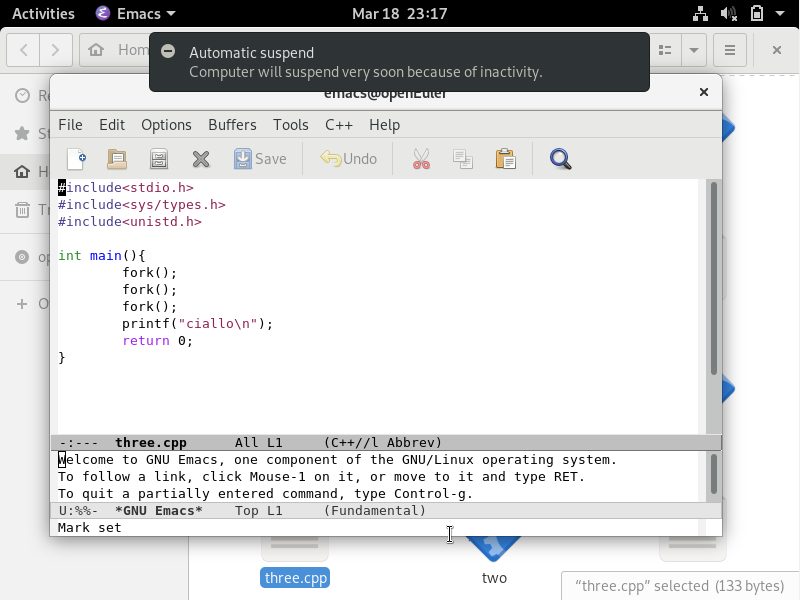 Activities Emacs Mar 18 23:17
Automatic suspend
Computer will suspend very soon because of inactivity.
Hom
emacs@openEuler
File Edit Options Buffers Tools C++ Help
Save Undo
#include<stdio.h>
#include<sys/types.h>
#include<unistd.h>
int main(){
fork();
fork();
fork();
printf("ciallo\n");
return 0;
}
-:--- three.cpp All L1 (C++//l Abbrev)
Welcome to GNU Emacs, one component of the GNU/Linux operating system.
To follow a link, click Mouse-1 on it, or move to it and type RET.
To quit a partially entered command, type Control-g.
U:%%- *GNU Emacs* Top L1 (Fundamental)
Mark set
Re
St
H
Tr
op
O
three.cpp
two
“three.cpp” selected (133 bytes)